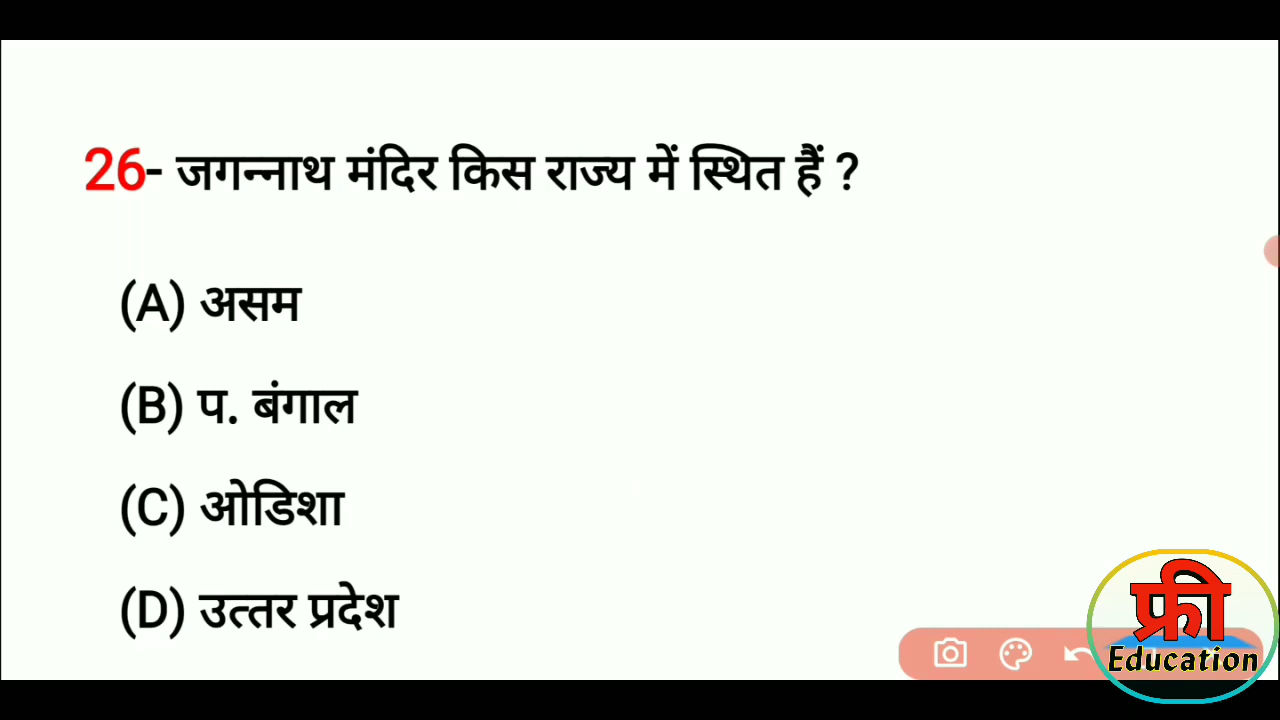 26- जगन्नाथ मंदिर किस राज्य में स्थित हैं ?
(A) असम
(B) प. बंगाल
(C) ओडिशा
(D) उत्तर प्रदेश
फ्री
Education